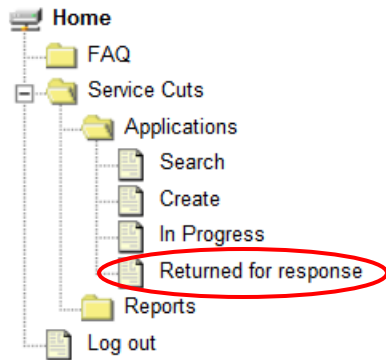 Home
FAQ
Service Cuts
Applications
Search
Create
In Progress
Returned for response
Reports
Log out